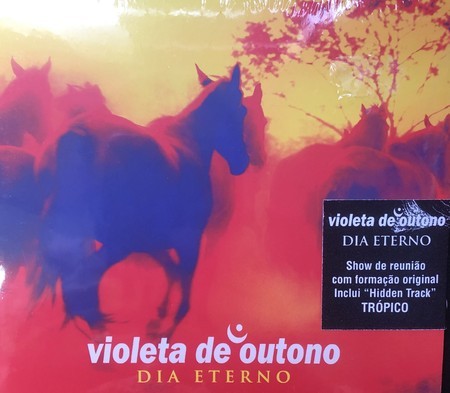 violeta de outono
DIA ETERNO
Show de reunião
com formação original
Inclui “Hidden Track”
TRÓPICO
violeta de outono
DIA ETERNO